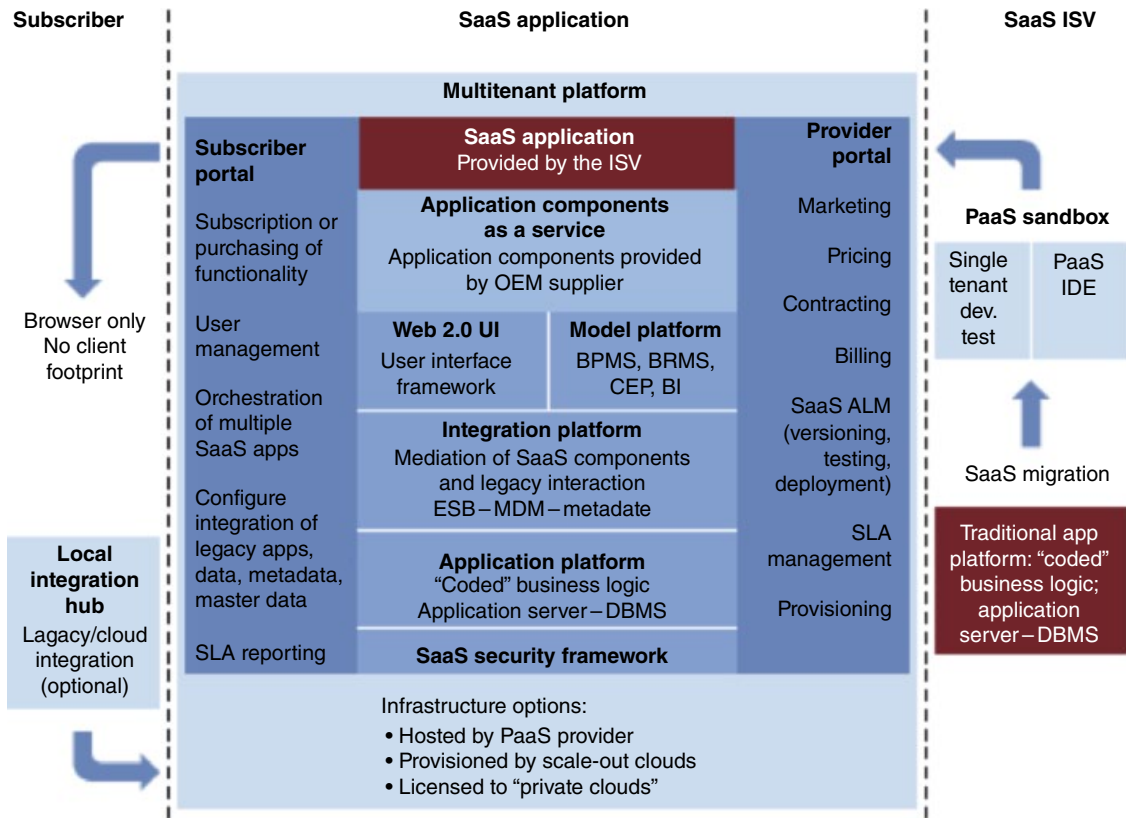 Subscriber
SaaS application
SaaS ISV
Multitenant platform
Subscriber
portal
Subscription or
purchasing of
functionality
User
management
Orchestration
of multiple
SaaS apps
Configure
integration of
legacy apps,
data, metadata,
master data
SLA reporting
SaaS application
Provided by the ISV
Application components
as a service
Application components provided
by OEM supplier
Web 2.0 UI
User interface
framework
Model platform
BPMS, BRMS,
CEP, BI
Integration platform
Mediation of SaaS components
and legacy interaction
ESB–MDM–metadate
Application platform
“Coded” business logic
Application server–DBMS
SaaS security framework
Provider
portal
Marketing
Pricing
Contracting
Billing
SaaS ALM
(versioning,
testing,
deployment)
SLA
management
Provisioning
Infrastructure options:
• Hosted by PaaS provider
• Provisioned by scale-out clouds
• Licensed to “private clouds”
Browser only
No client
footprint
Local
integration
hub
Lagacy/cloud
integration
(optional)
PaaS sandbox
Single
tenant
dev.
test
PaaS
IDE
SaaS migration
Traditional app
platform: “coded”
business logic;
application
server–DBMS